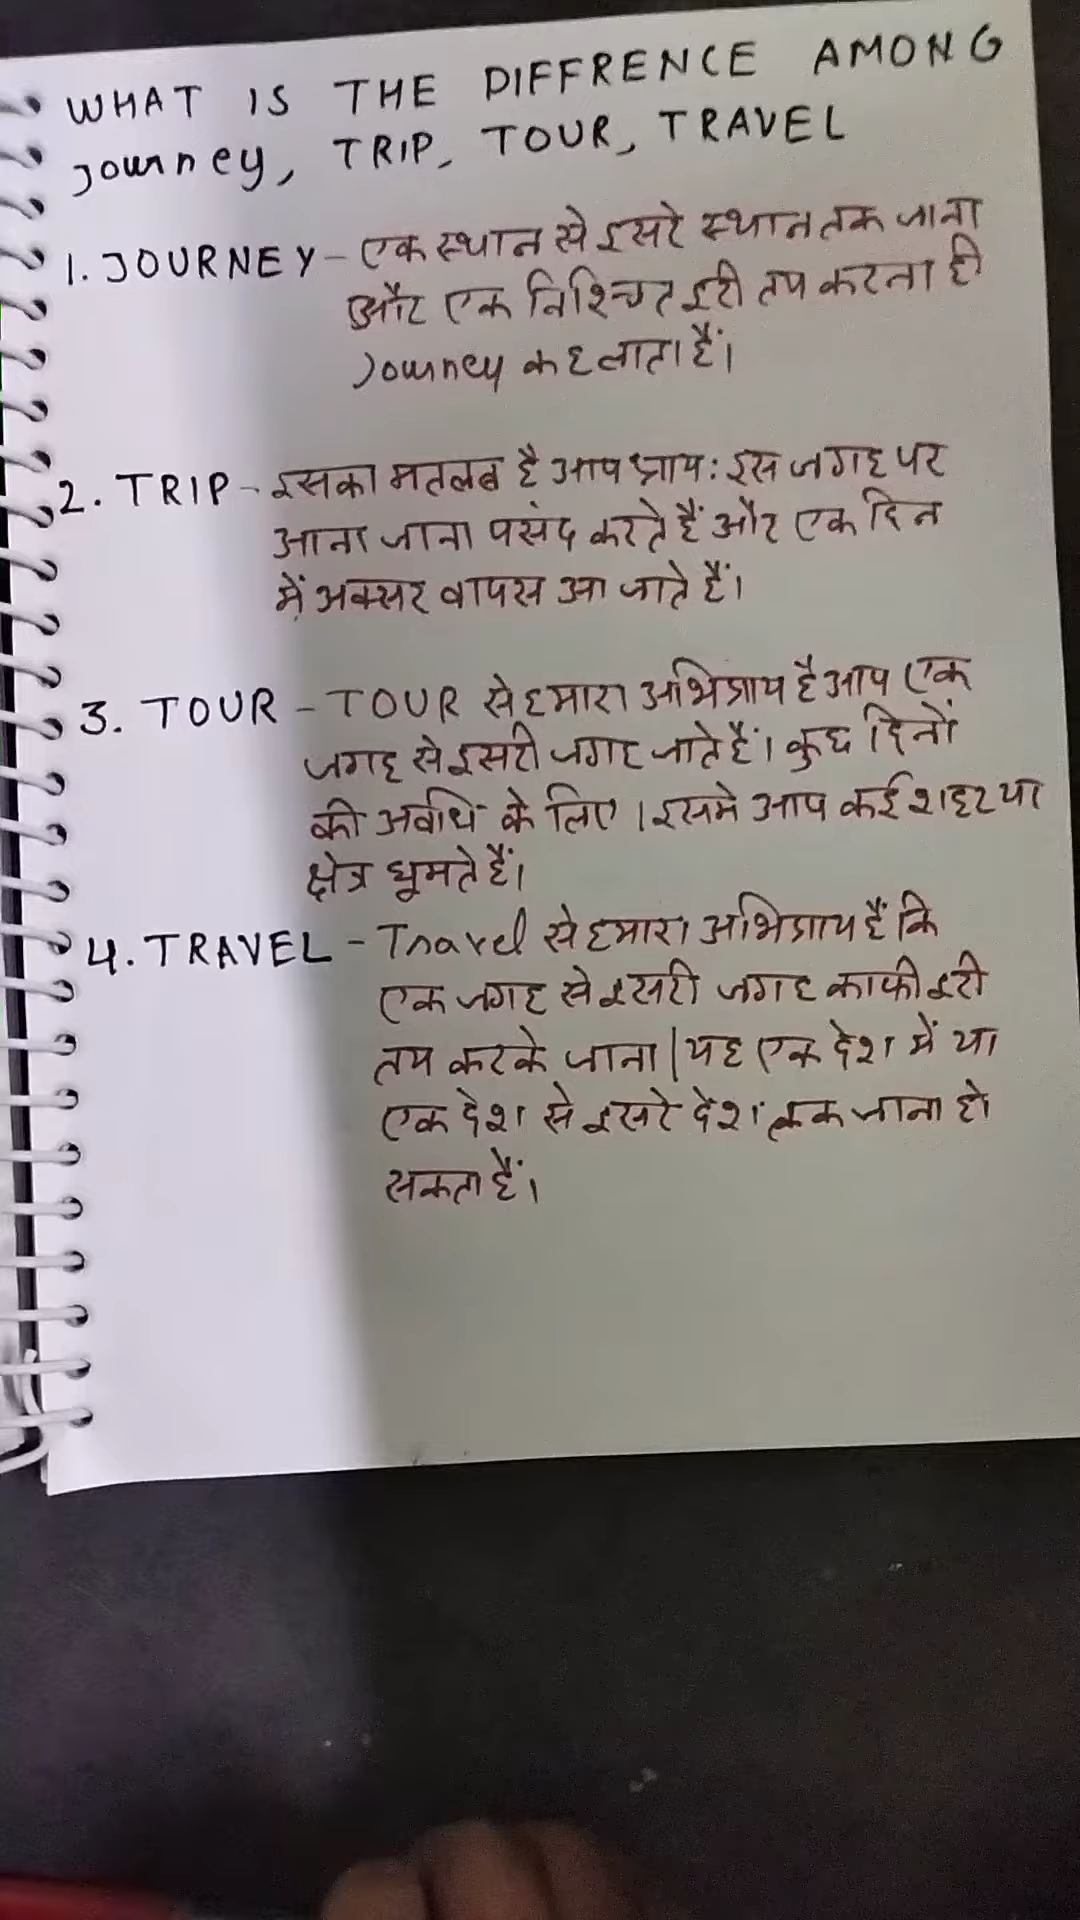 WHAT IS THE DIFFRENCE AMONG
Journey, TRIP, TOUR, TRAVEL
1. JOURNEY - एक स्थान से दूसरे स्थान तक जाना
और एक निश्चित दूरी तय करना ही
Journey कहलाता हैं।
2. TRIP - इसका मतलब है आप प्राय: इस जगह पर
आना जाना पसंद करते हैं और एक दिन
में अक्सर वापस आ जाते हैं।
3. TOUR - TOUR से हमारा अभिप्राय है आप एक
जगह से दूसरी जगह जाते हैं। कुछ दिनों
की अवधि के लिए। इसमे आप कई शहर या
क्षेत्र घूमते हैं।
4. TRAVEL - Travel से हमारा अभिप्राय हैं कि
एक जगह से दूसरी जगह काफी दूरी
तय करके जाना | यह एक देश में या
एक देश से दूसरे देश तक जाना हो
सकता हैं।